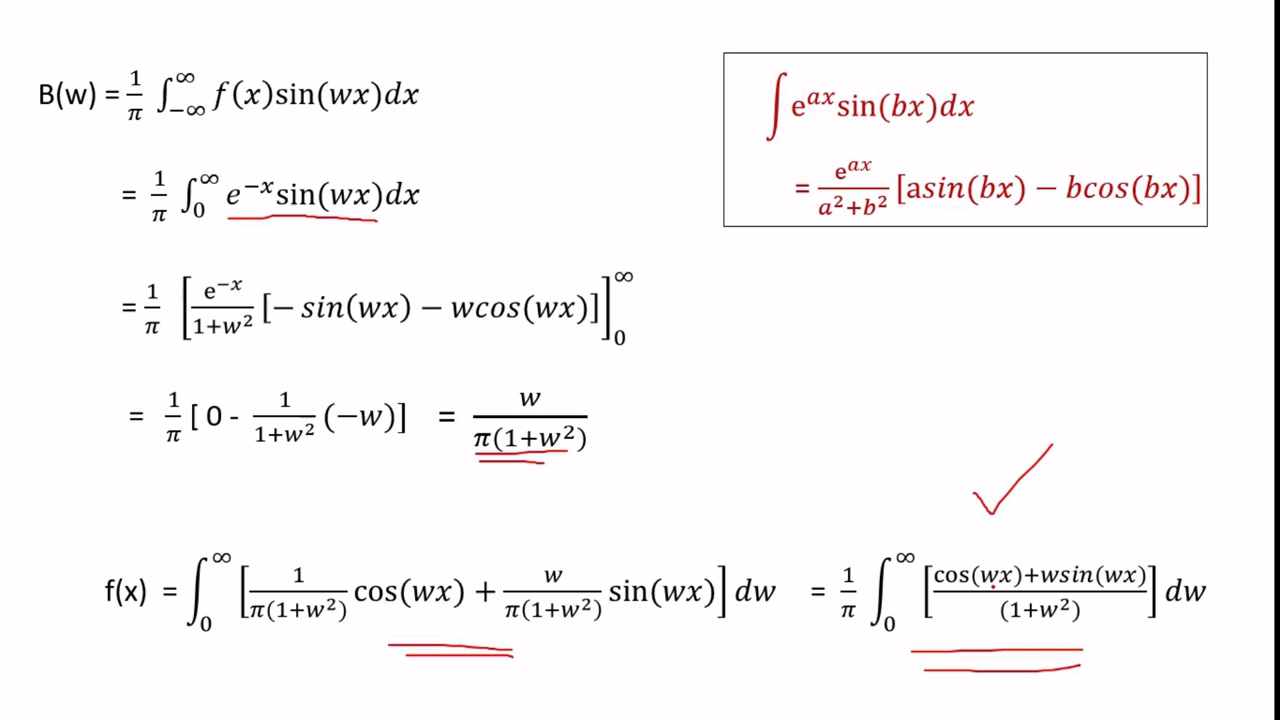 B(w) = 1/π ∫_{−∞}^{∞} f(x)sin(wx)dx
= 1/π ∫_0^∞ e^{−x}sin(wx)dx
= 1/π [e^{−x}/(1+w²) [− sin(wx) − wcos(wx)]]_0^∞
= 1/π [ 0 - 1/(1+w²) (−w)] = w/(π(1+w²))
∫ e^{ax}sin(bx)dx
= e^{ax}/(a²+b²) [asin(bx) − bcos(bx)]
f(x) = ∫_0^∞ [1/(π(1+w²)) cos(wx) + w/(π(1+w²)) sin(wx)] dw = 1/π ∫_0^∞ [(cos(wx)+wsin(wx))/(1+w²)] dw